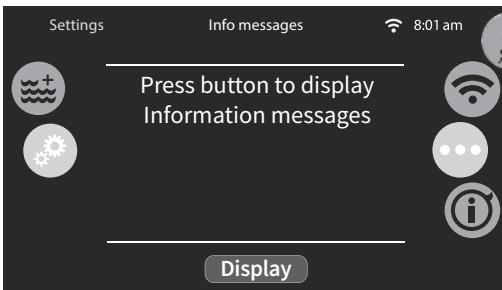 Settings
Info messages
8:01 am
Press button to display
Information messages
Display